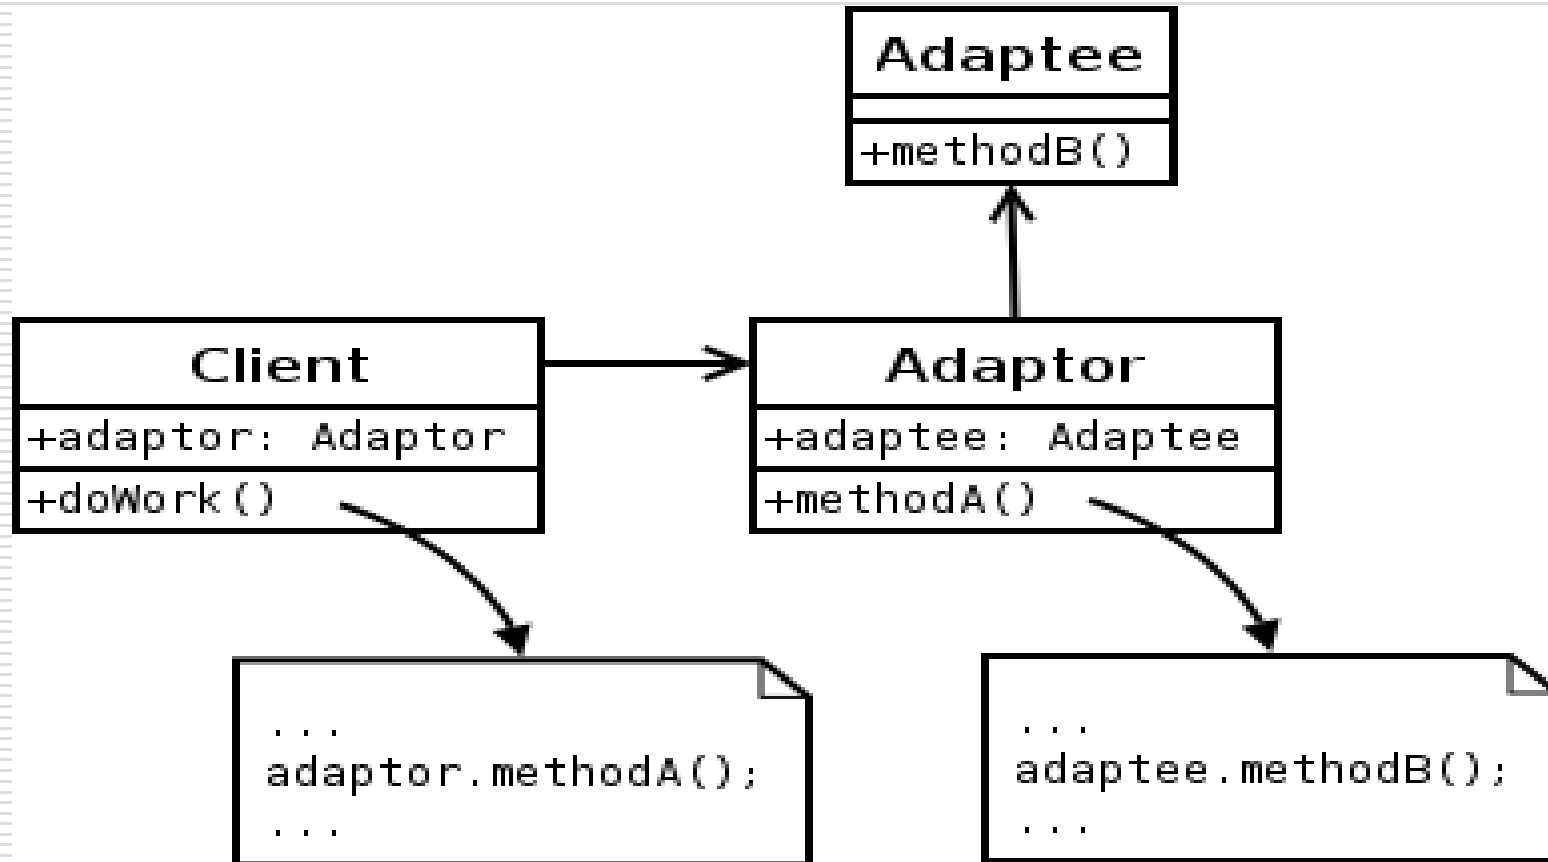 Adaptee
+methodB()
Client
+adaptor: Adaptor
+doWork()
Adaptor
+adaptee: Adaptee
+methodA()
...
adaptor.methodA();
...
...
adaptee.methodB();
...